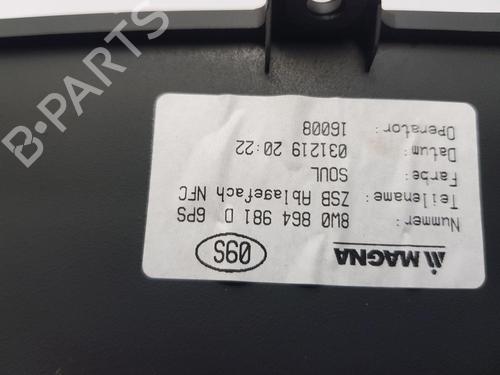 MAGNA
09S
Nummer: 8W0 864 981 D 6PS
Teilename: ZSB Ablagefach NFC
Farbe: SOUL
Datum: 031219 20:22
Operator: 16008
B-PARTS